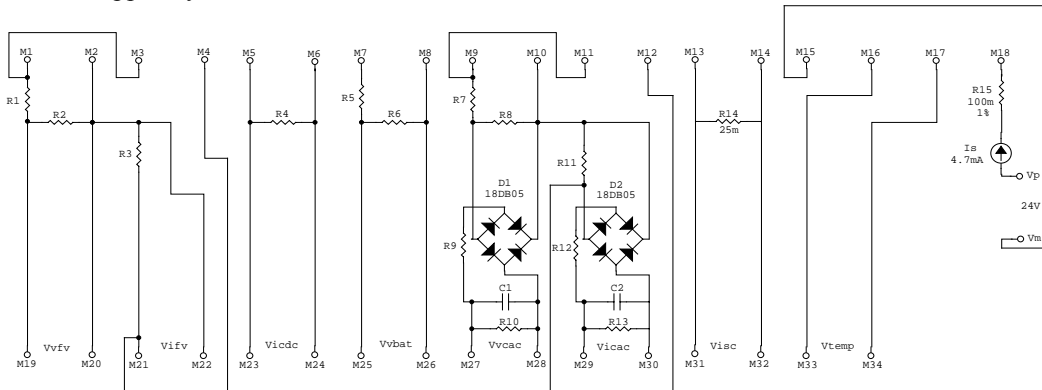 M1 M2 M3 M4 M5 M6 M7 M8 M9 M10 M11 M12 M13 M14 M15 M16 M17 M18
R1 R5 R7 R15
100m
1%
R2 R4 R6 R8 R14
25m
R3 R11 Is
4.7mA
D1 D2
18DB05 18DB05
Vp
24V
R9 R12 Vm
C1 C2
R10 R13
Vvfv Vifv Vicdc Vvbat Vvcac Vicac Visc Vtemp
M19 M20 M21 M22 M23 M24 M25 M26 M27 M28 M29 M30 M31 M32 M33 M34